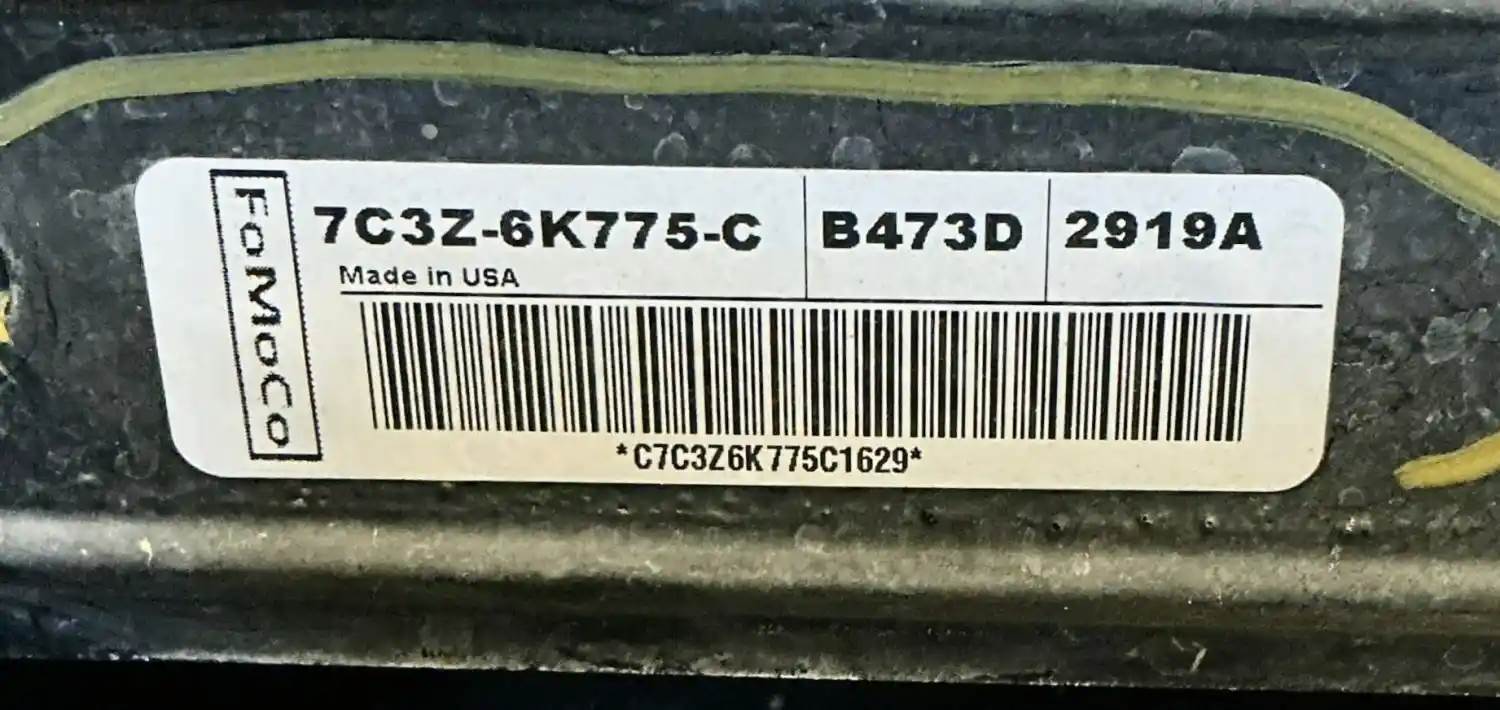 FoMoCo
7C3Z-6K775-C
B473D
2919A
Made in USA
*C7C3Z6K775C1629*